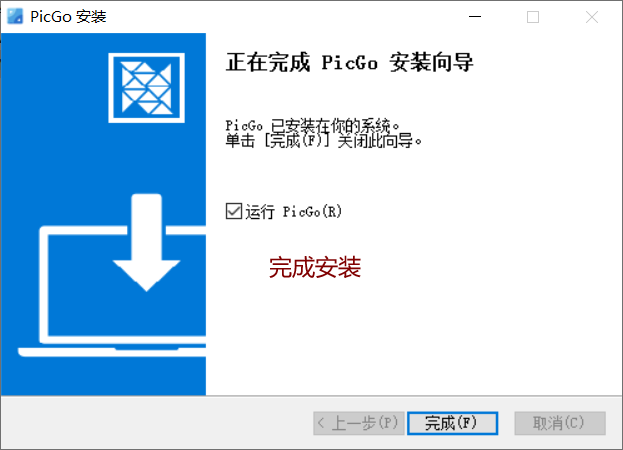 PicGo 安装
正在完成 PicGo 安装向导
PicGo 已安装在你的系统。
单击 [完成(F)] 关闭此向导。
运行 PicGo(R)
完成安装
< 上一步(P)
完成(F)
取消(C)